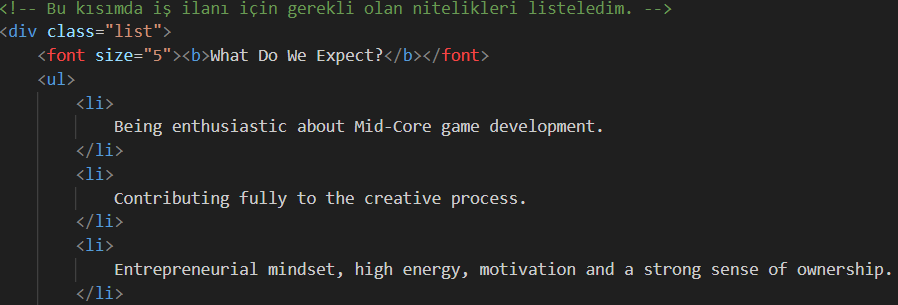 <!-- Bu kısımda iş ilanı için gerekli olan nitelikleri listeledim. -->
<div class="list">
<font size="5"><b>What Do We Expect?</b></font>
<ul>
<li>
Being enthusiastic about Mid-Core game development.
</li>
<li>
Contributing fully to the creative process.
</li>
<li>
Entrepreneurial mindset, high energy, motivation and a strong sense of ownership.
</li>